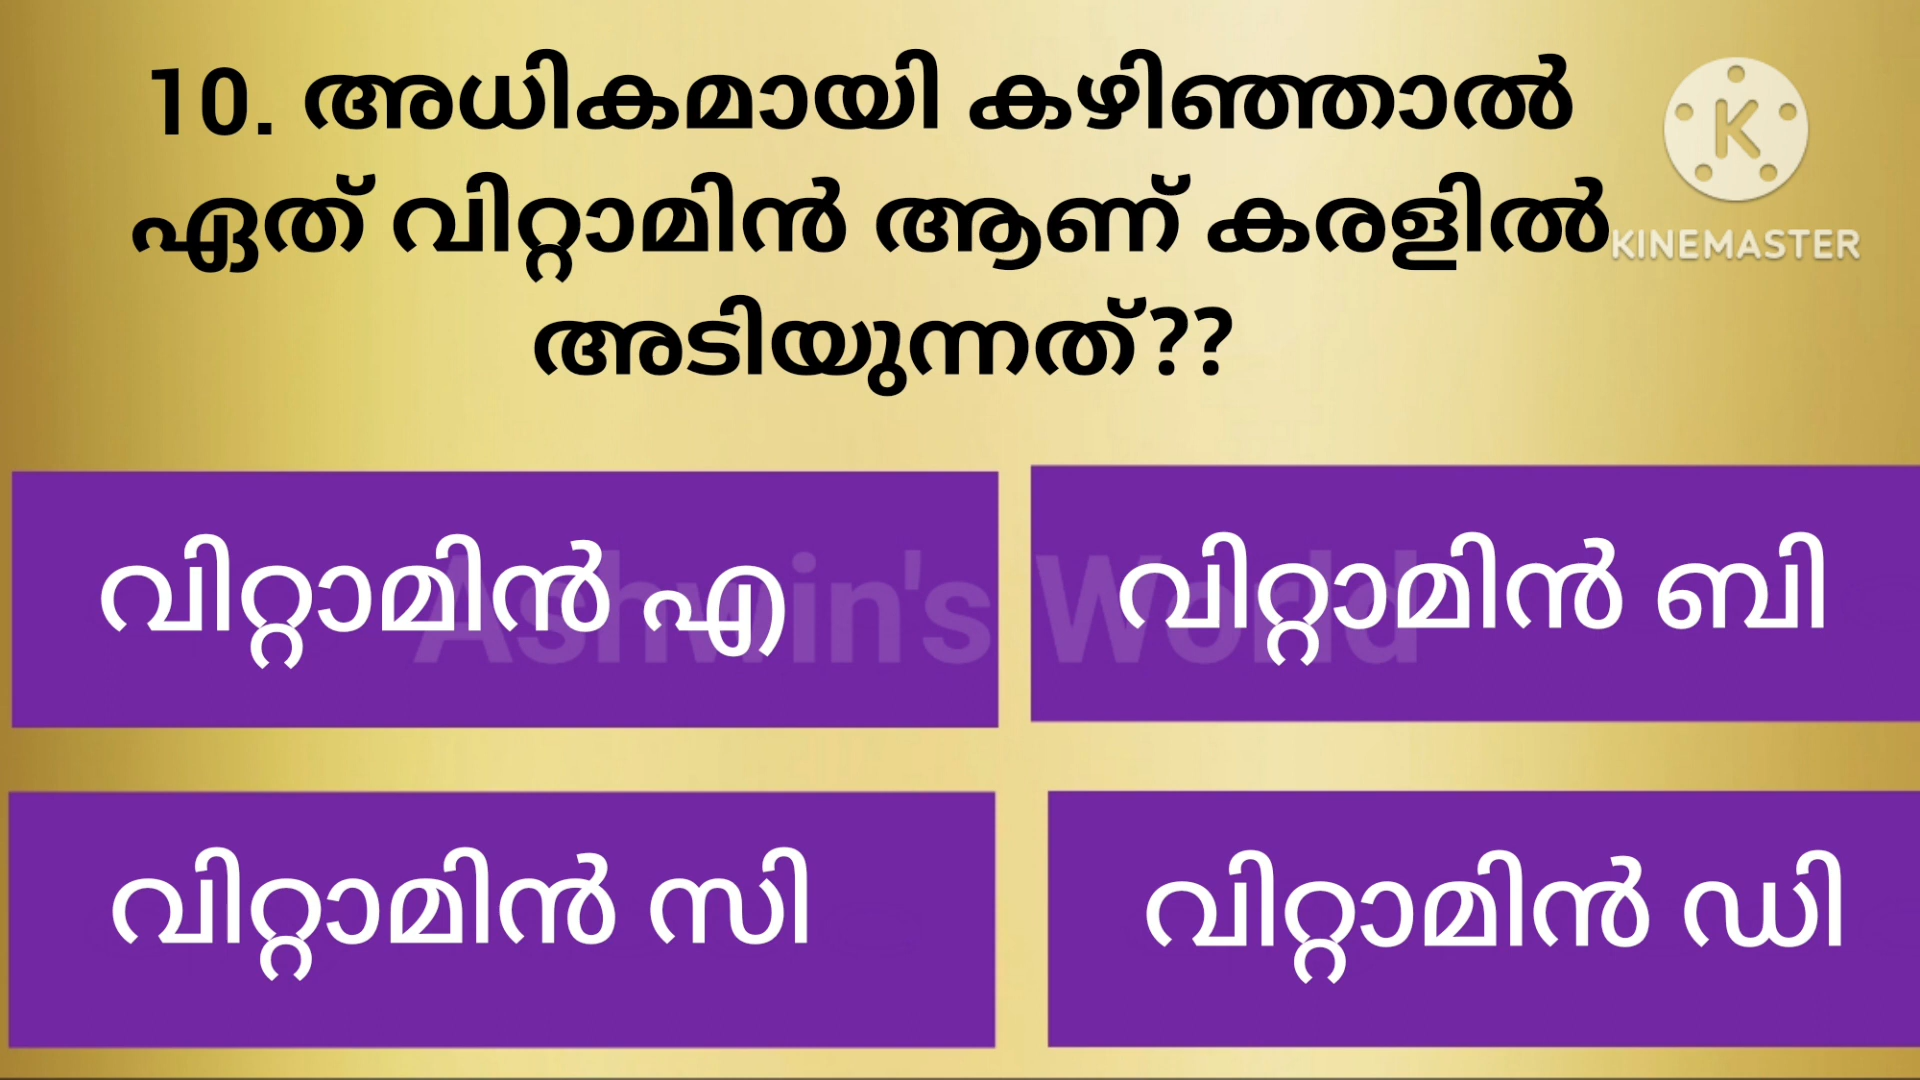 10. അധികമായി കഴിഞ്ഞാൽ
ഏത് വിറ്റാമിൻ ആണ് കരളിൽ
അടിയുന്നത്??
K
KINEMASTER
വിറ്റാമിൻ എ
വിറ്റാമിൻ ബി
Ashwin's World
വിറ്റാമിൻ സി
വിറ്റാമിൻ ഡി